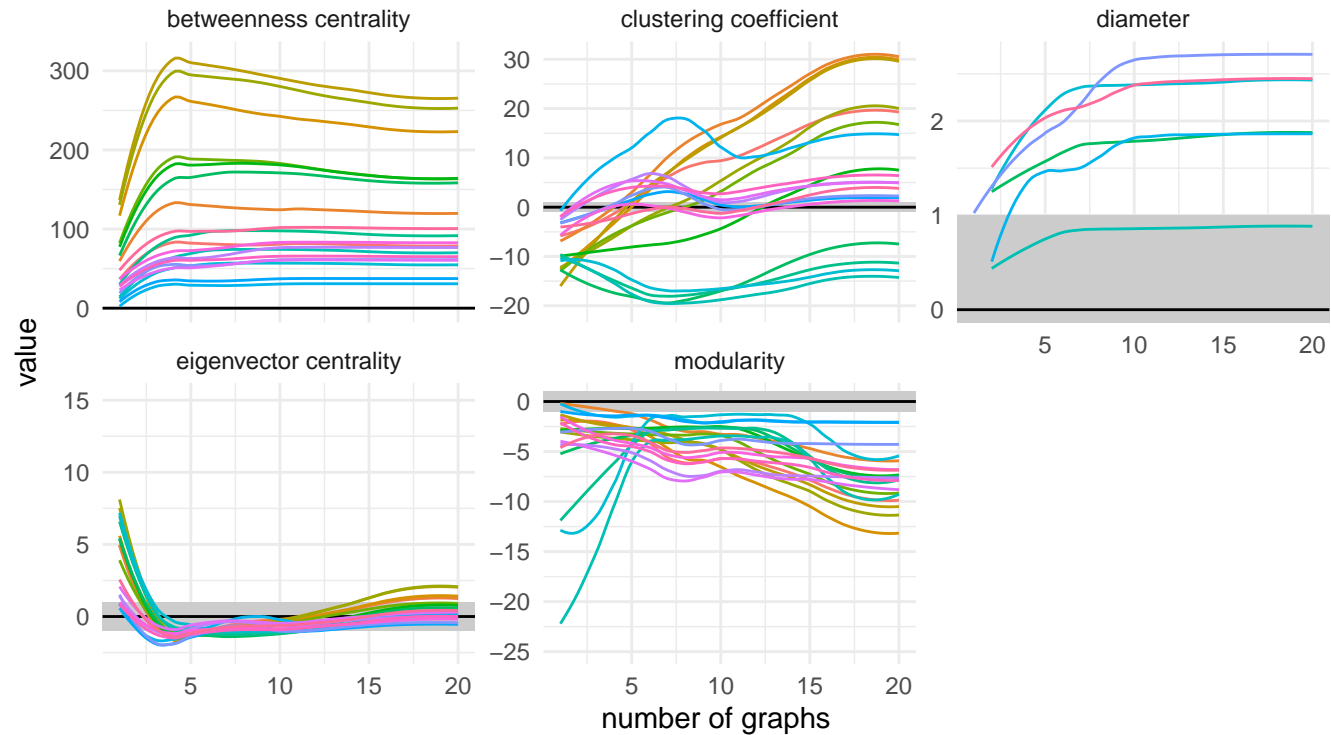 betweenness centrality
clustering coefficient
diameter
300
200
100
0
30
20
10
0
−10
−20
2
1
0
5 10 15 20
value
eigenvector centrality
modularity
15
10
5
0
0
−5
−10
−15
−20
−25
5 10 15 20
5 10 15 20
number of graphs